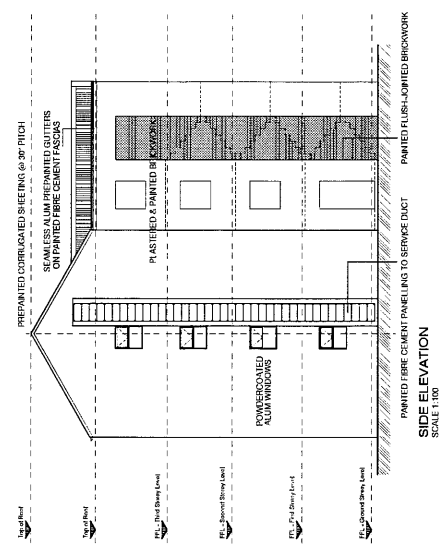 PREPAINTED CORRUGATED SHEETING @ 30° PITCH
SEAMLESS ALUM PREPAINTED GUTTERS
ON PAINTED FIBRE CEMENT FASCIAS
PLASTERED & PAINTED BRICKWORK
POWDERCOATED
ALUM WINDOWS
PAINTED FLUSH-JOINTED BRICKWORK
PAINTED FIBRE CEMENT PANELLING TO SERVICE DUCT
Top of Roof
Top of Roof
FFL - Third Storey Level
FFL - Second Storey Level
FFL - First Storey Level
FFL - Ground Storey Level
SIDE ELEVATION
SCALE 1:100